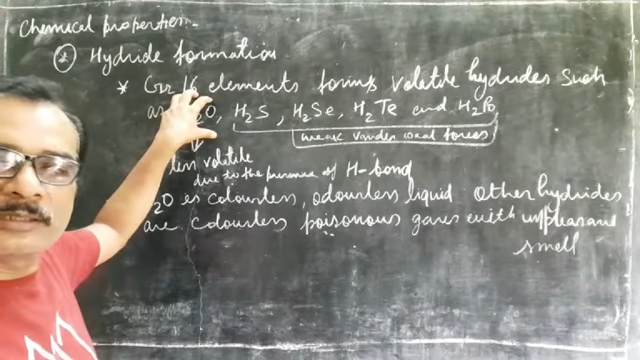 Chemical properties:-
② Hydride formation
* Gr 16 elements forms volatile hydrides such
as H2O, H2S, H2Se, H2Te and H2Po
weak vander waal forces
less volatile
due to the presence of H-bond
H2O is colourless, odourless liquid other hydrides
are colourless poisonous gases with unpleasant
smell